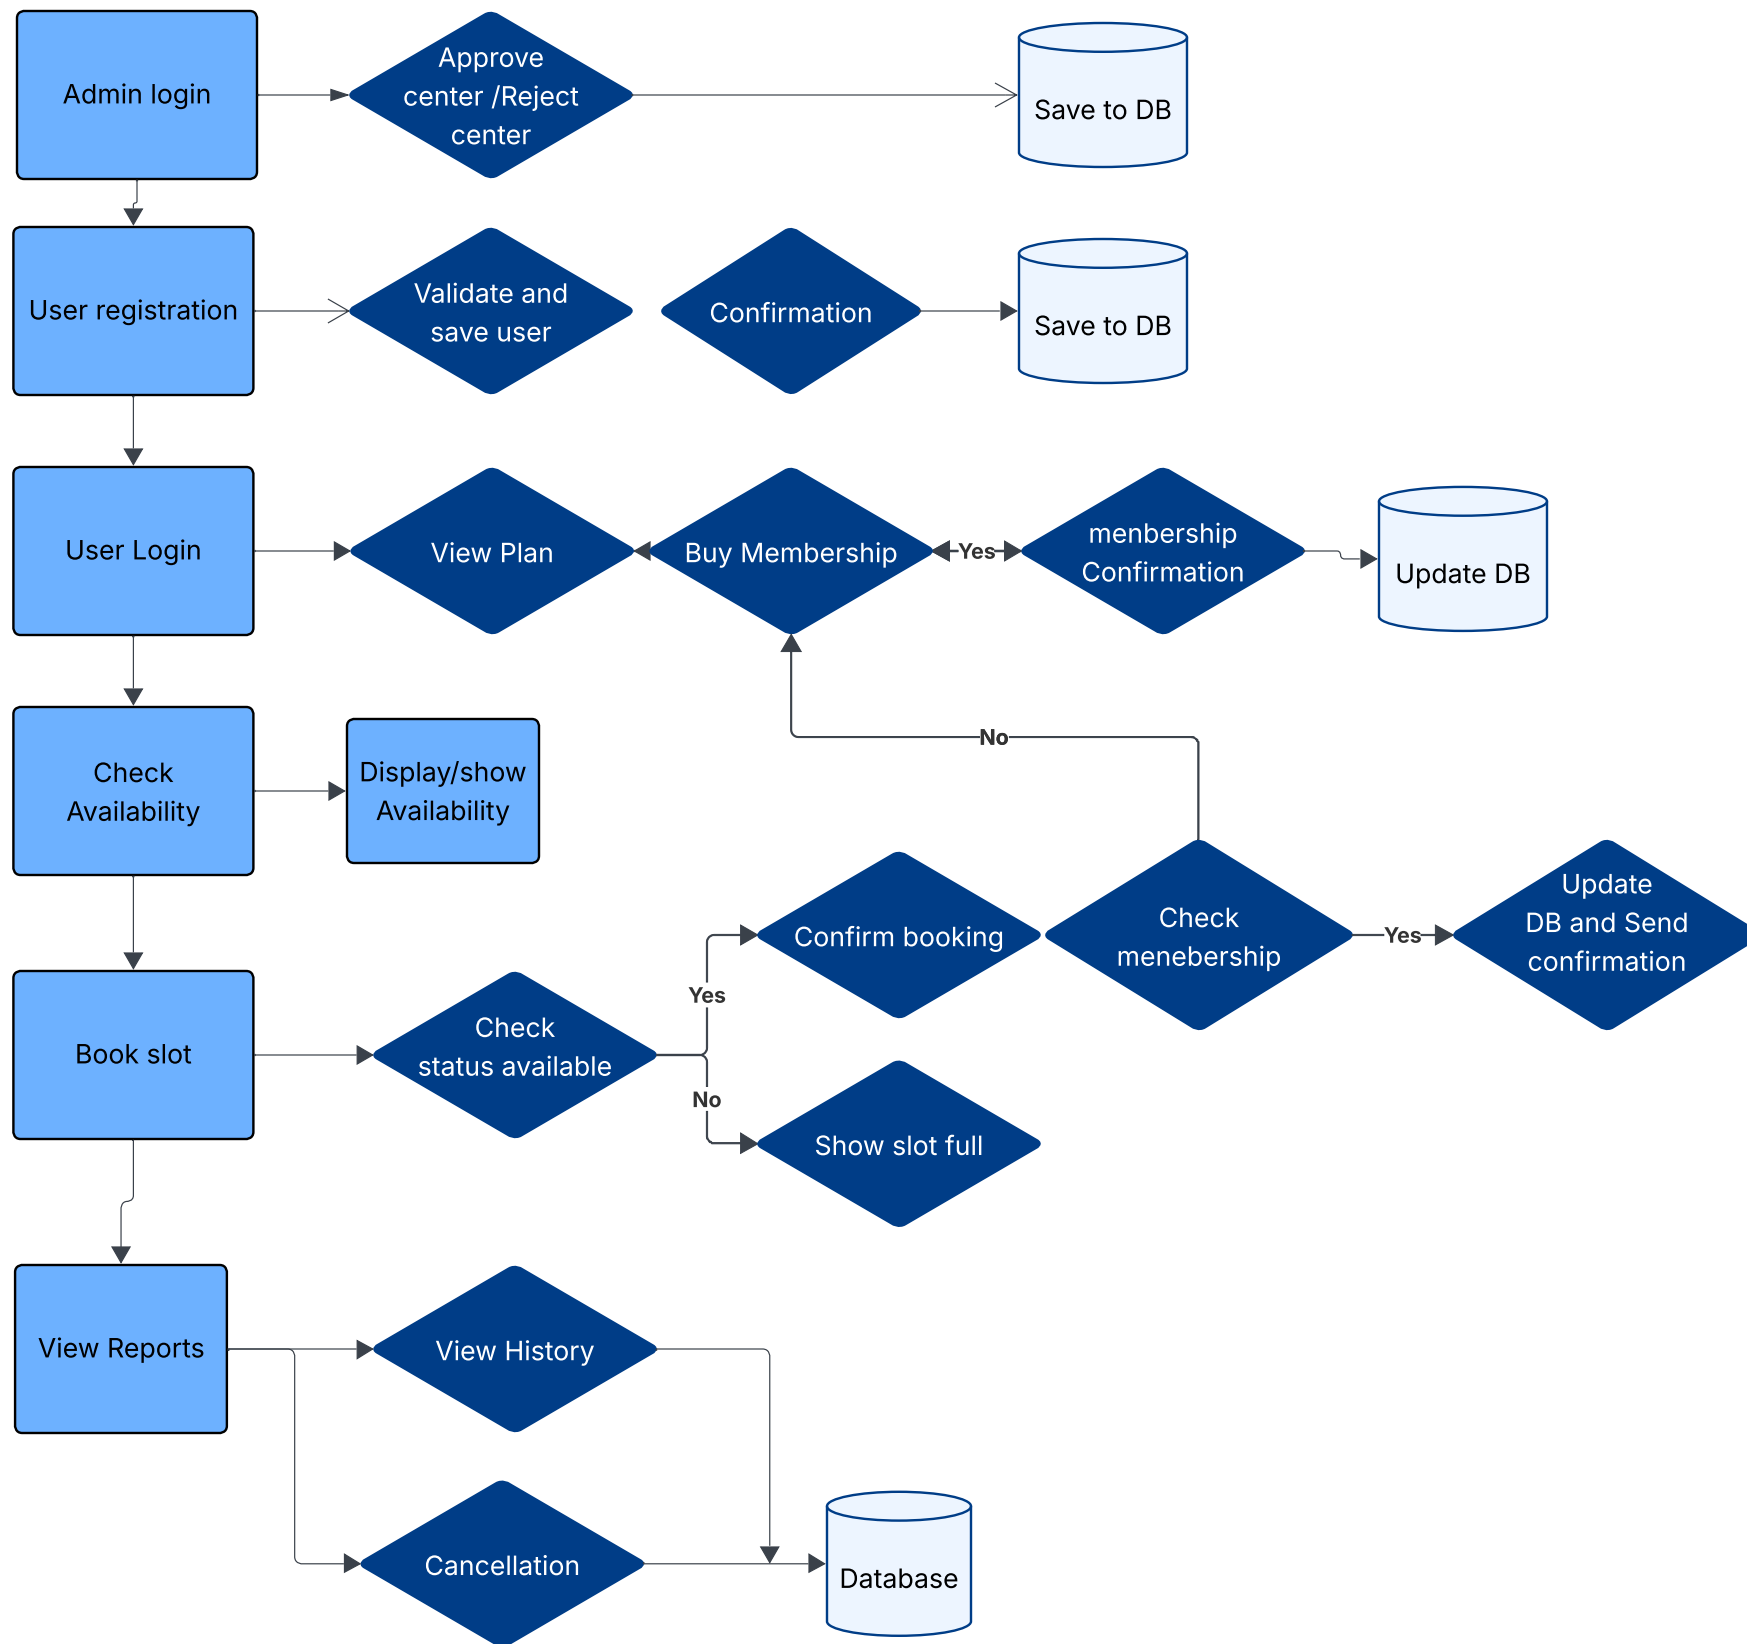 Admin login
Approve
center /Reject
center
Save to DB
User registration
Validate and
save user
Confirmation
Save to DB
User Login
View Plan
Buy Membership
Yes
menbership
Confirmation
Update DB
No
Check
Availability
Display/show
Availability
Confirm booking
Check
menebership
Yes
Update
DB and Send
confirmation
Yes
Book slot
Check
status available
No
Show slot full
View Reports
View History
Cancellation
Database